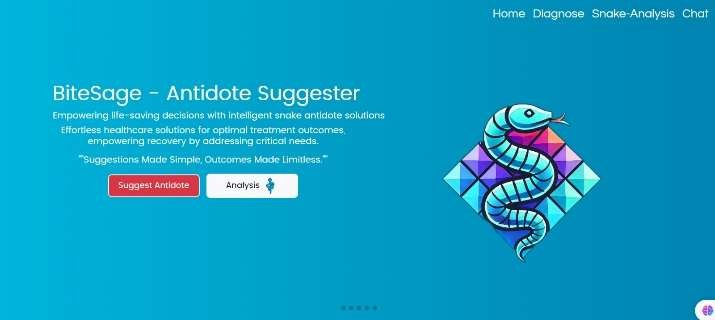 Home Diagnose Snake-Analysis Chat
BiteSage - Antidote Suggester
Empowering life-saving decisions with intelligent snake antidote solutions
Effortless healthcare solutions for optimal treatment outcomes,
empowering recovery by addressing critical needs.
""Suggestions Made Simple, Outcomes Made Limitless.""
Suggest Antidote Analysis